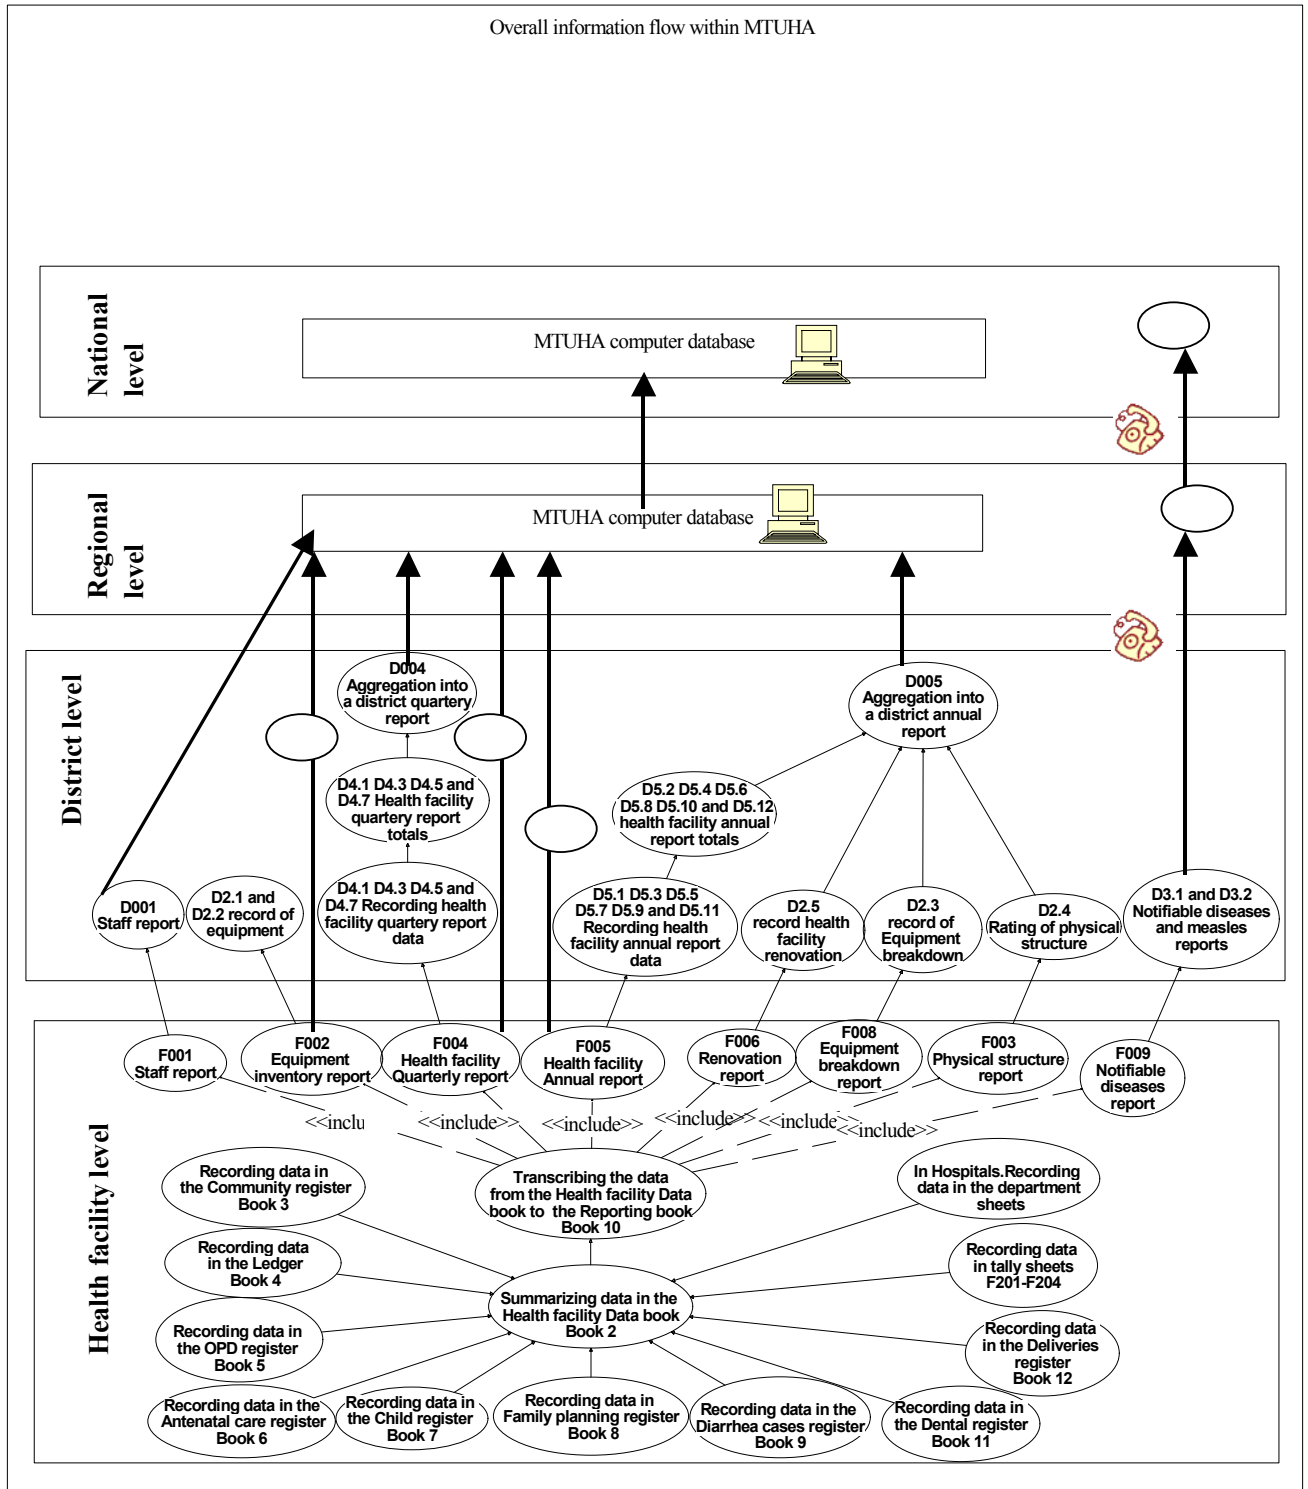 Overall information flow within MTUHA
National
level
MTUHA computer database
Regional
level
MTUHA computer database
District level
D004
Aggregation into
a district quartery
report
D005
Aggregation into
a district annual
report
D4.1 D4.3 D4.5 and
D4.7 Health facility
quartery report
totals
D5.2 D5.4 D5.6
D5.8 D5.10 and D5.12
health facility annual
report totals
D001
Staff report
D2.1 and
D2.2 record of
equipment
D4.1 D4.3 D4.5 and
D4.7 Recording health
facility quartery report
data
D5.1 D5.3 D5.5
D5.7 D5.9 and D5.11
Recording health
facility annual report
data
D2.5
record health
facility
renovation
D2.3
record of
Equipment
breakdown
D2.4
Rating of physical
structure
D3.1 and D3.2
Notifiable diseases
and measles
reports
Health facility level
F001
Staff report
F002
Equipment
inventory report
F004
Health facility
Quarterly report
F005
Health facility
Annual report
F006
Renovation
report
F008
Equipment
breakdown
report
F003
Physical structure
report
F009
Notifiable
diseases
report
<<inclu
<<include>>
<<include>>
<<include>>
<<include>>
<<include>>
Recording data in
the Community register
Book 3
Transcribing the data
from the Health facility Data
book to the Reporting book
Book 10
In Hospitals.Recording
data in the department
sheets
Recording data
in the Ledger
Book 4
Recording data
in tally sheets
F201-F204
Summarizing data in the
Health facility Data book
Book 2
Recording data in
the OPD register
Book 5
Recording data
in the Deliveries
register
Book 12
Recording data in the
Antenatal care register
Book 6
Recording data in
the Child register
Book 7
Recording data in
Family planning register
Book 8
Recording data in the
Diarrhea cases register
Book 9
Recording data in
the Dental register
Book 11